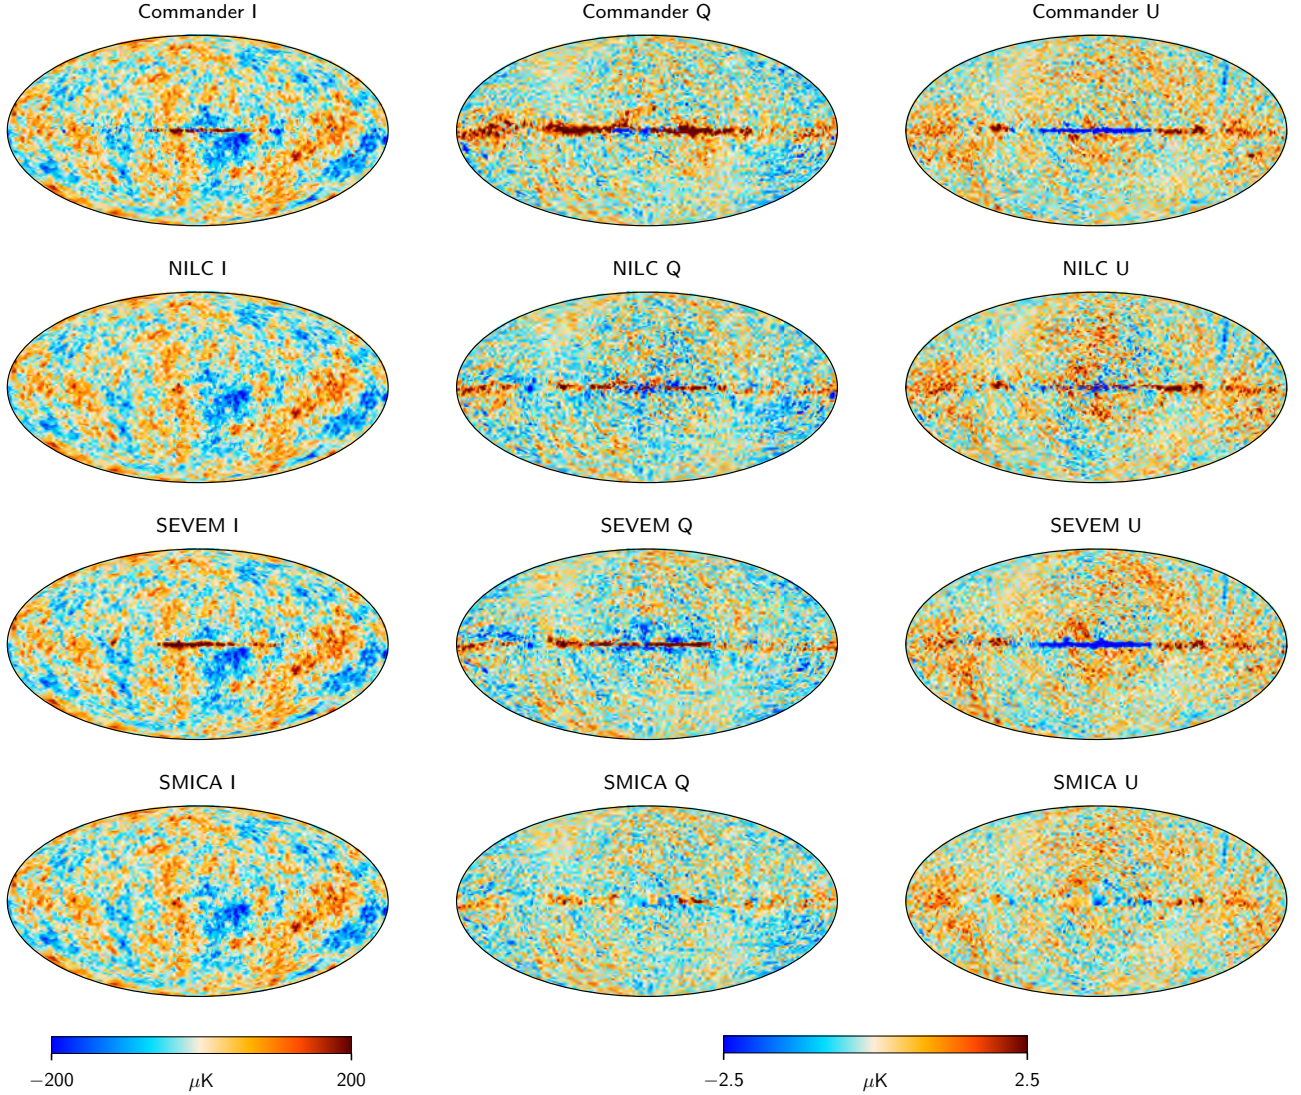 Commander I
Commander Q
Commander U
NILC I
NILC Q
NILC U
SEVEM I
SEVEM Q
SEVEM U
SMICA I
SMICA Q
SMICA U
−200 μK 200
−2.5 μK 2.5